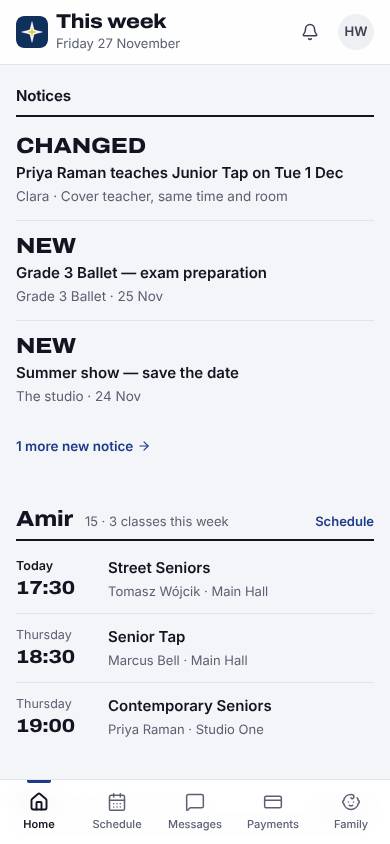 This week
Friday 27 November
HW
Notices
CHANGED
Priya Raman teaches Junior Tap on Tue 1 Dec
Clara · Cover teacher, same time and room
NEW
Grade 3 Ballet — exam preparation
Grade 3 Ballet · 25 Nov
NEW
Summer show — save the date
The studio · 24 Nov
1 more new notice →
Amir 15 · 3 classes this week Schedule
Today Street Seniors
17:30 Tomasz Wójcik · Main Hall
Thursday Senior Tap
18:30 Marcus Bell · Main Hall
Thursday Contemporary Seniors
19:00 Priya Raman · Studio One
Home Schedule Messages Payments Family